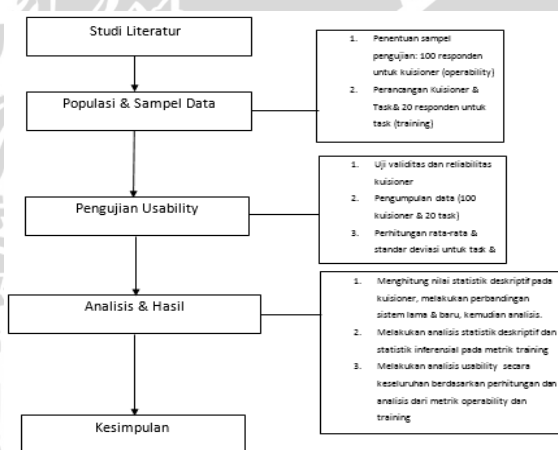 Studi Literatur
1. Penentuan sampel
pengujian: 100 responden
untuk kuisioner (operability)
2. Perancangan Kuisioner &
Task& 20 responden untuk
task (training)
Populasi & Sampel Data
1. Uji validitas dan reliabilitas
kuisioner
2. Pengumpulan data (100
kuisioner & 20 task)
3. Perhitungan rata-rata &
standar deviasi untuk task &
Pengujian Usability
1. Menghitung nilai statistik deskriptif pada
kuisioner, melakukan perbandingan
sistem lama & baru, kemudian analisis.
2. Melakukan analisis statistik deskriptif dan
statistik inferensial pada metrik training
3. Melakukan analisis usability secara
keseluruhan berdasarkan perhitungan dan
analisis dari metrik operability dan
training
Analisis & Hasil
Kesimpulan